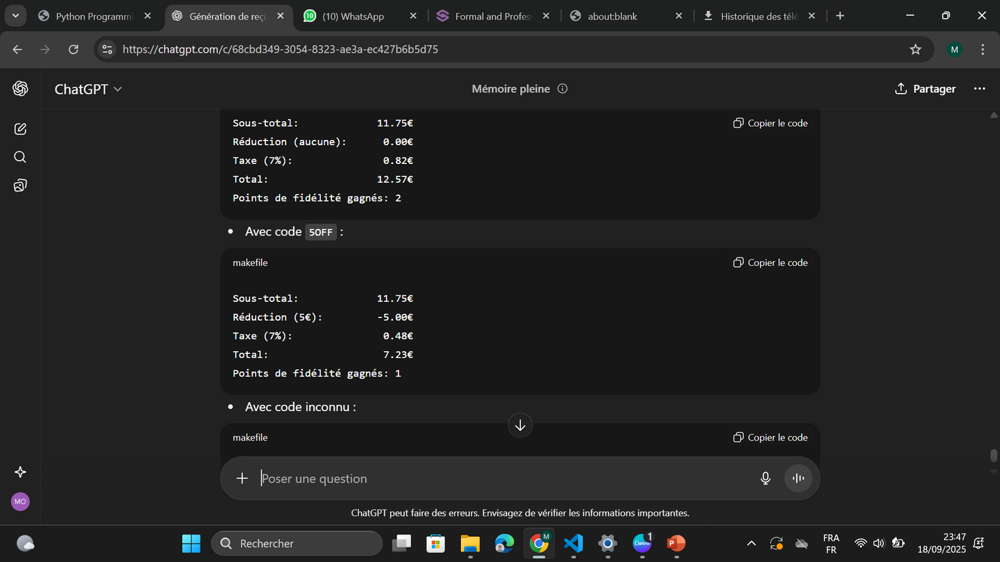 Python Programmi
Génération de reçu
(10) WhatsApp
Formal and Profess
about:blank
Historique des télé
https://chatgpt.com/c/68cbd349-3054-8323-ae3a-ec427b6b5d75
M
ChatGPT
Mémoire pleine
Partager
Sous-total: 11.75€
Copier le code
Réduction (aucune): 0.00€
Taxe (7%): 0.82€
Total: 12.57€
Points de fidélité gagnés: 2
Avec code 5OFF :
makefile
Copier le code
Sous-total: 11.75€
Réduction (5€): -5.00€
Taxe (7%): 0.48€
Total: 7.23€
Points de fidélité gagnés: 1
Avec code inconnu :
makefile
Copier le code
Poser une question
MO
ChatGPT peut faire des erreurs. Envisagez de vérifier les informations importantes.
Rechercher
M
Canva
1
P
FRA
FR
23:47
18/09/2025